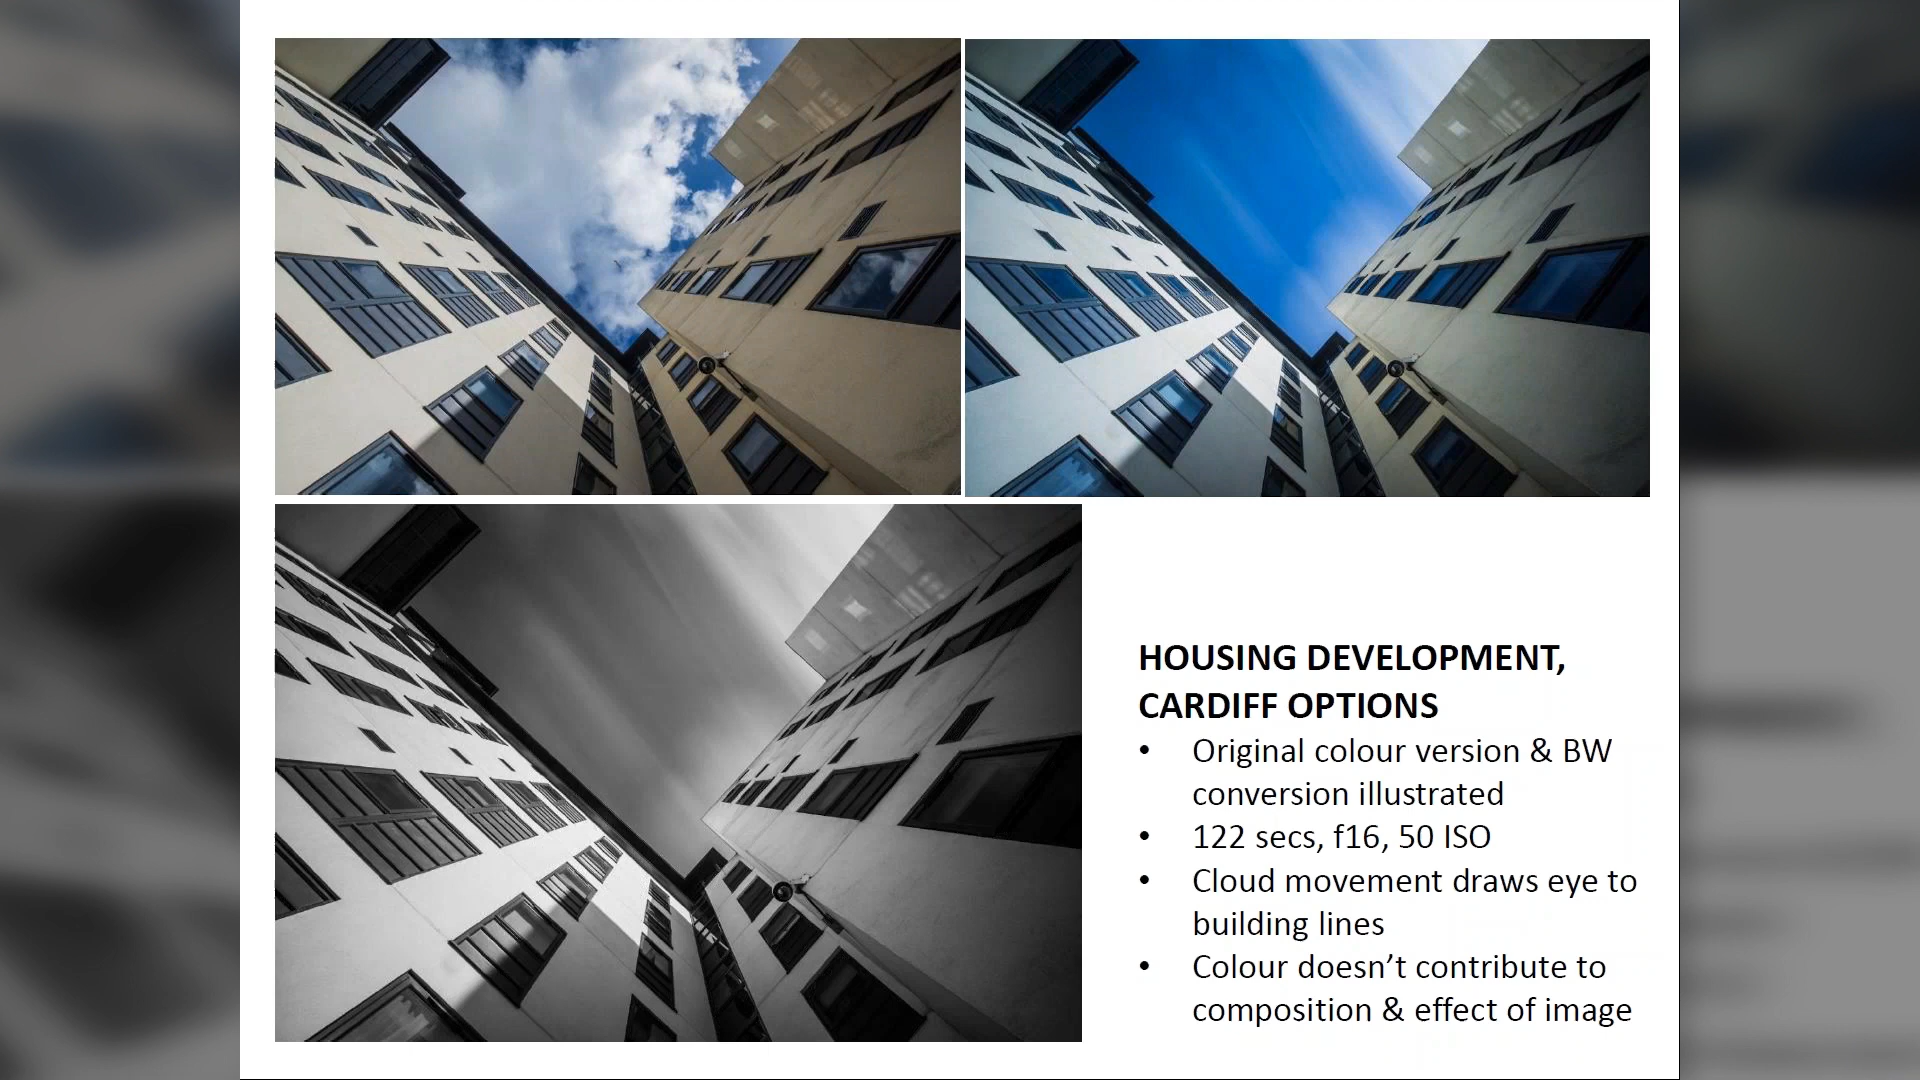 HOUSING DEVELOPMENT,
CARDIFF OPTIONS
• Original colour version & BW
conversion illustrated
• 122 secs, f16, 50 ISO
• Cloud movement draws eye to
building lines
• Colour doesn’t contribute to
composition & effect of image